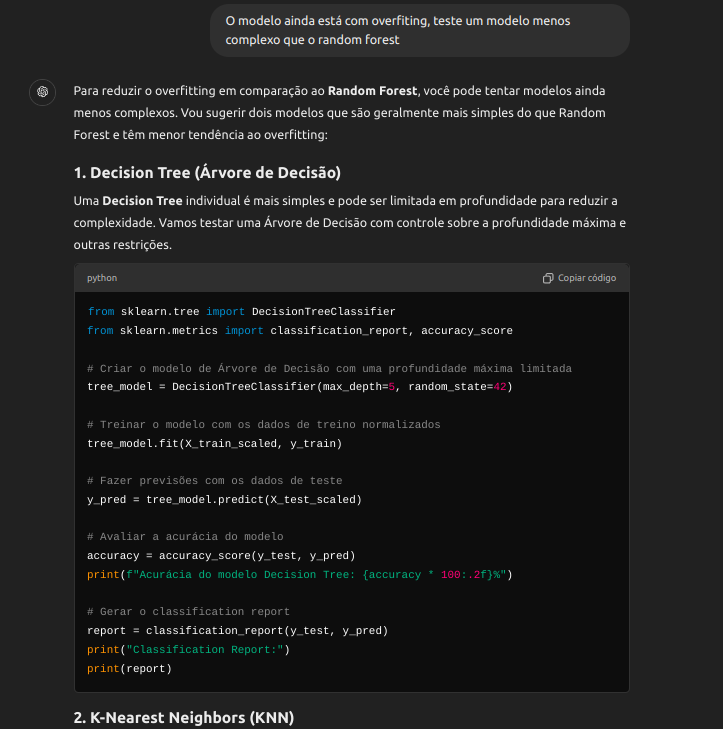 O modelo ainda está com overfiting, teste um modelo menos
complexo que o random forest
Para reduzir o overfitting em comparação ao Random Forest, você pode tentar modelos ainda
menos complexos. Vou sugerir dois modelos que são geralmente mais simples do que Random
Forest e têm menor tendência ao overfitting:
1. Decision Tree (Árvore de Decisão)
Uma Decision Tree individual é mais simples e pode ser limitada em profundidade para reduzir a
complexidade. Vamos testar uma Árvore de Decisão com controle sobre a profundidade máxima e
outras restrições.
python
Copiar código
from sklearn.tree import DecisionTreeClassifier
from sklearn.metrics import classification_report, accuracy_score
# Criar o modelo de Árvore de Decisão com uma profundidade máxima limitada
tree_model = DecisionTreeClassifier(max_depth=5, random_state=42)
# Treinar o modelo com os dados de treino normalizados
tree_model.fit(X_train_scaled, y_train)
# Fazer previsões com os dados de teste
y_pred = tree_model.predict(X_test_scaled)
# Avaliar a acurácia do modelo
accuracy = accuracy_score(y_test, y_pred)
print(f"Acurácia do modelo Decision Tree: {accuracy * 100:.2f}%")
# Gerar o classification report
report = classification_report(y_test, y_pred)
print("Classification Report:")
print(report)
2. K-Nearest Neighbors (KNN)